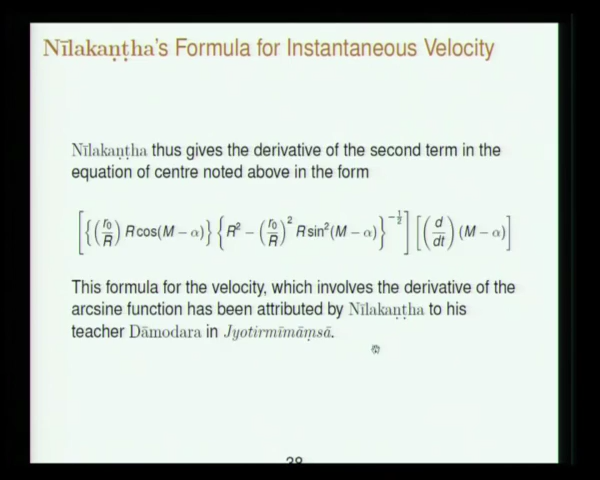 Nīlakaṇṭha's Formula for Instantaneous Velocity
Nīlakaṇṭha thus gives the derivative of the second term in the
equation of centre noted above in the form
[{(r₀/R) R cos(M − α)} {R² − (r₀/R)² R sin²(M − α)}^(−1/2)] [(d/dt) (M − α)]
This formula for the velocity, which involves the derivative of the
arcsine function has been attributed by Nīlakaṇṭha to his
teacher Dāmodara in Jyotirmīmāṃsā.